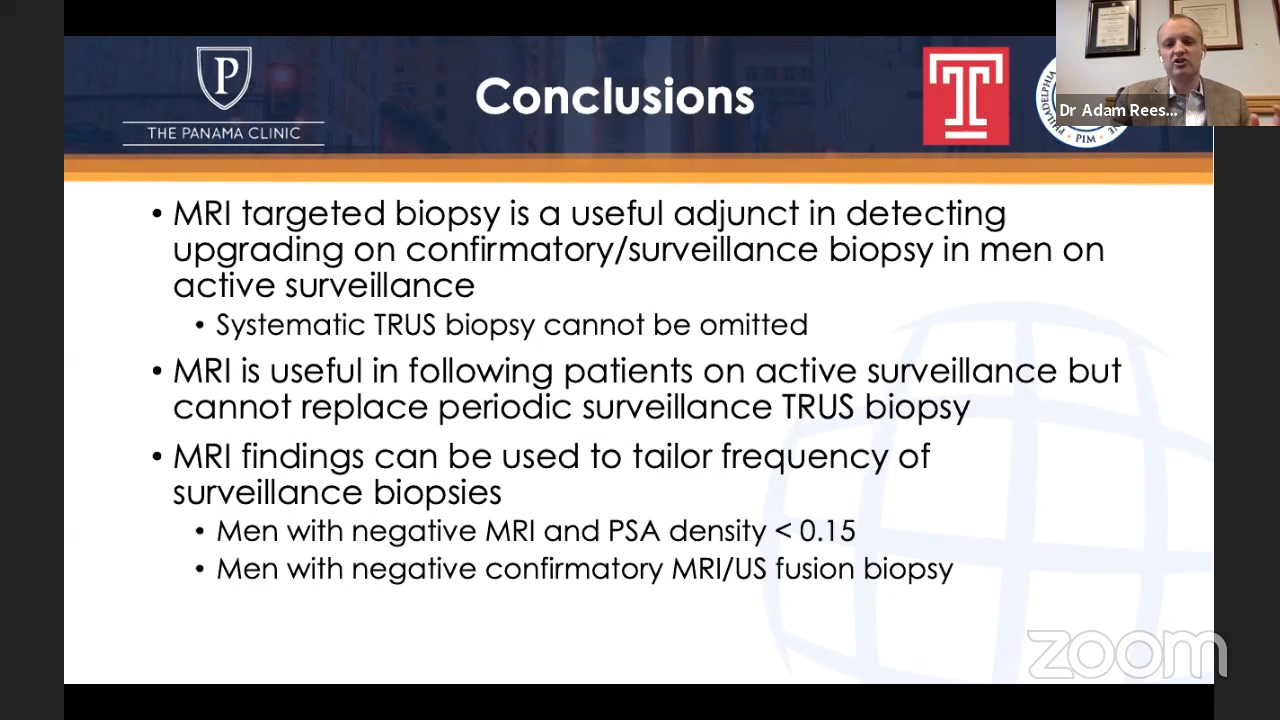 P
THE PANAMA CLINIC
Conclusions
T
PHILADELPHIA
PIM
Dr Adam Rees...
• MRI targeted biopsy is a useful adjunct in detecting
upgrading on confirmatory/surveillance biopsy in men on
active surveillance
• Systematic TRUS biopsy cannot be omitted
• MRI is useful in following patients on active surveillance but
cannot replace periodic surveillance TRUS biopsy
• MRI findings can be used to tailor frequency of
surveillance biopsies
• Men with negative MRI and PSA density < 0.15
• Men with negative confirmatory MRI/US fusion biopsy
zoom